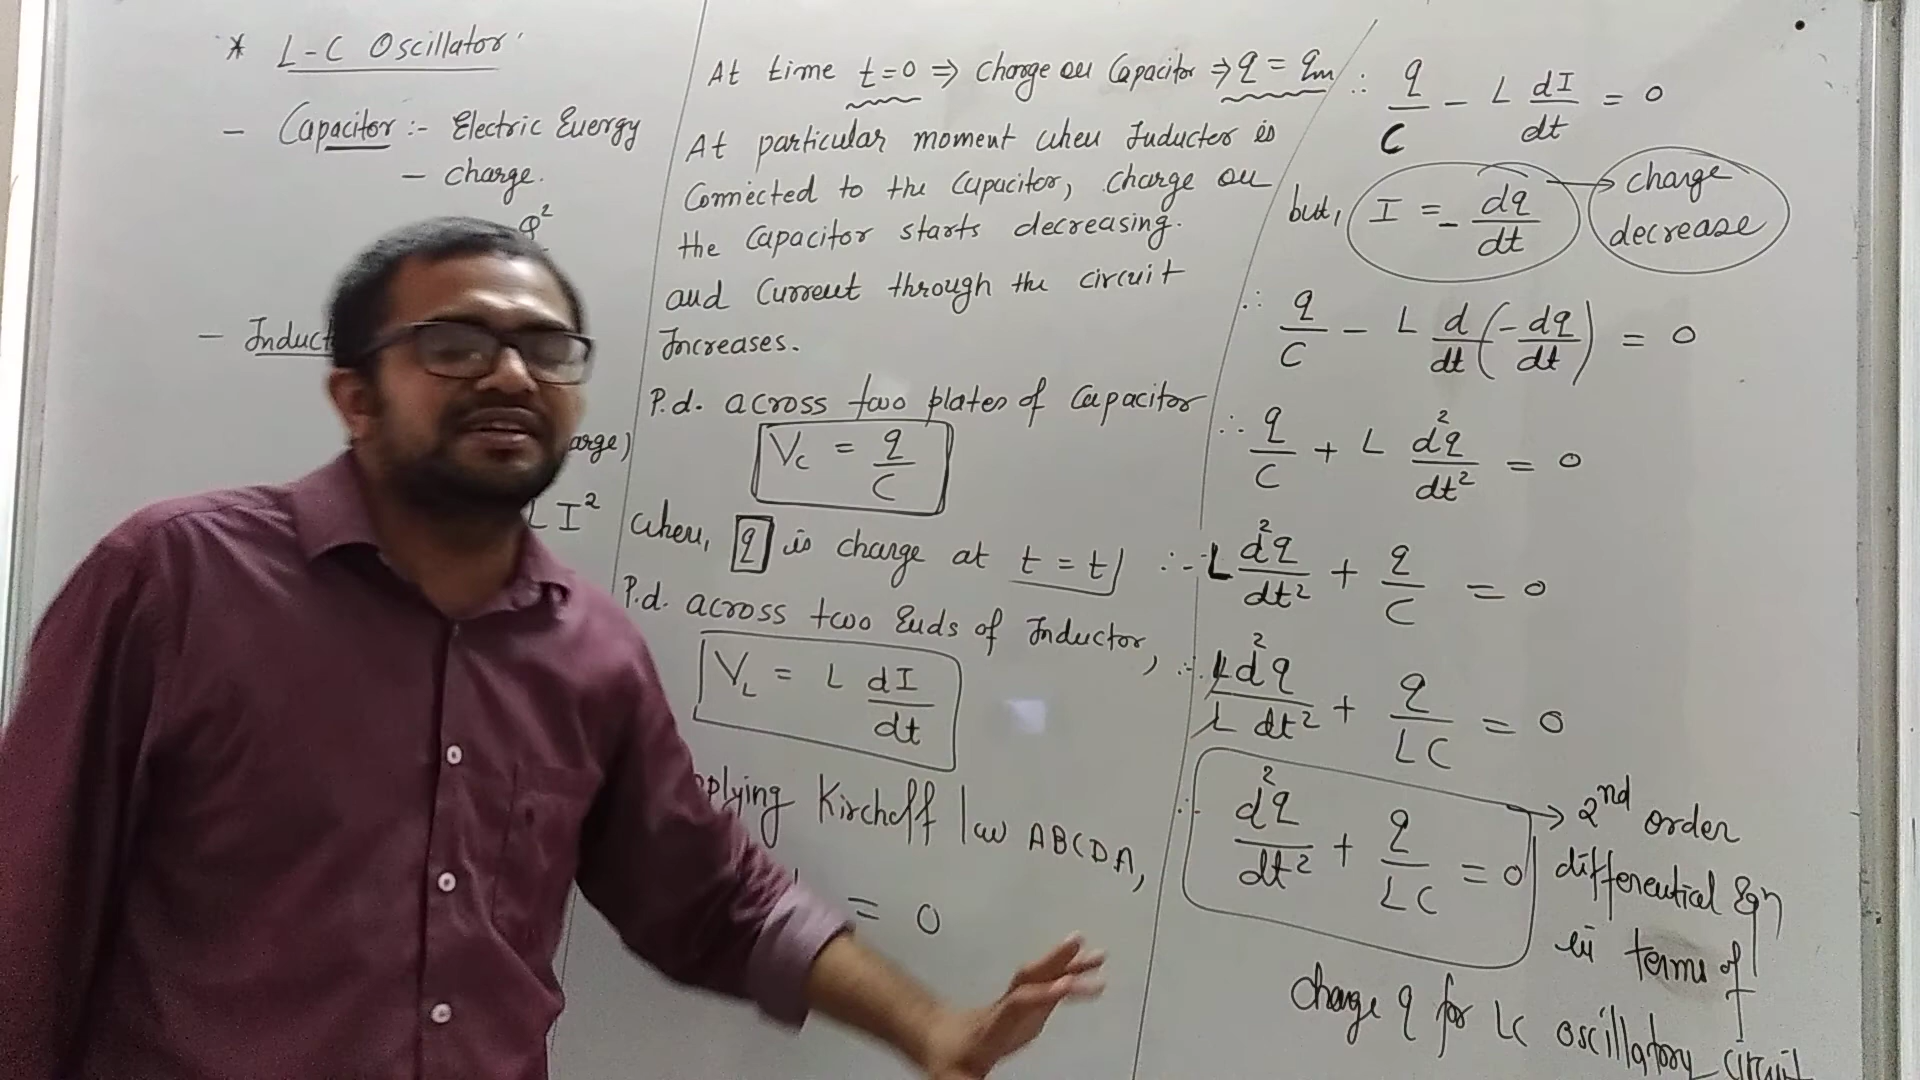 * L-C Oscillator
- Capacitor :- Electric Energy
- charge.
Q²
- Induct
arge)
L I²
At time t=0 ⇒ Charge on Capacitor ⇒ q = qm
At particular moment when Inductor is
Connected to the Capacitor, Charge on
the Capacitor starts decreasing.
and Current through the circuit
Increases.
P.d. across two plates of Capacitor
Vc = q/C
when, q is charge at t = t
P.d. across two Ends of Inductor,
VL = L dI/dt
pplying Kirchoff law ABCDA,
= 0
∴ q/C - L dI/dt = 0
but, I = - dq/dt → charge decrease
∴ q/C - L d/dt (-dq/dt) = 0
∴ q/C + L d²q/dt² = 0
∴ L d²q/dt² + q/C = 0
∴ L d²q/L dt² + q/LC = 0
∴ d²q/dt² + q/LC = 0 → 2nd order
differential Eqn
in terms of
Charge q for LC oscillatory circuit